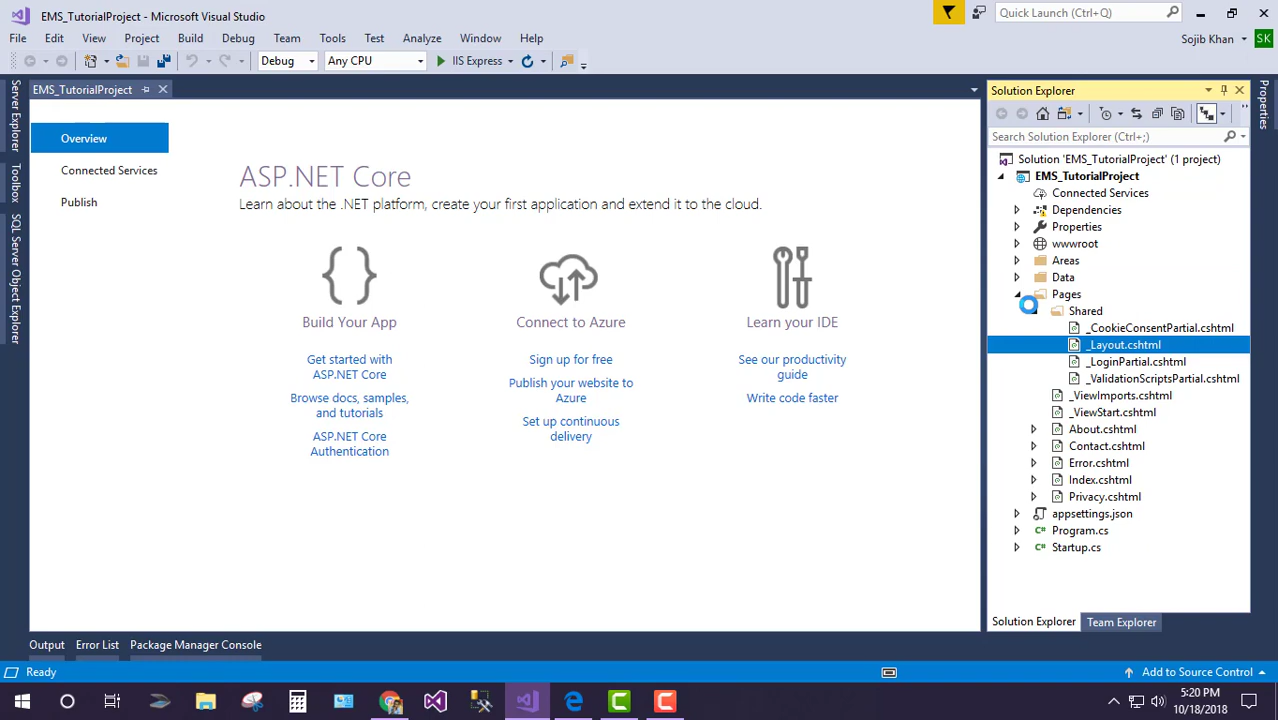 EMS_TutorialProject - Microsoft Visual Studio
Quick Launch (Ctrl+Q)
File Edit View Project Build Debug Team Tools Test Analyze Window Help
Sojib Khan SK
Debug Any CPU IIS Express
EMS_TutorialProject
Solution Explorer
Server Explorer
Toolbox
SQL Server Object Explorer
Properties
Overview
Connected Services
Publish
ASP.NET Core
Learn about the .NET platform, create your first application and extend it to the cloud.
Build Your App
Get started with
ASP.NET Core
Browse docs, samples,
and tutorials
ASP.NET Core
Authentication
Connect to Azure
Sign up for free
Publish your website to
Azure
Set up continuous
delivery
Learn your IDE
See our productivity
guide
Write code faster
Search Solution Explorer (Ctrl+;)
Solution 'EMS_TutorialProject' (1 project)
EMS_TutorialProject
Connected Services
Dependencies
Properties
wwwroot
Areas
Data
Pages
Shared
_CookieConsentPartial.cshtml
_Layout.cshtml
_LoginPartial.cshtml
_ValidationScriptsPartial.cshtml
_ViewImports.cshtml
_ViewStart.cshtml
About.cshtml
Contact.cshtml
Error.cshtml
Index.cshtml
Privacy.cshtml
appsettings.json
C# Program.cs
C# Startup.cs
Solution Explorer Team Explorer
Output Error List Package Manager Console
Ready
Add to Source Control
5:20 PM
10/18/2018